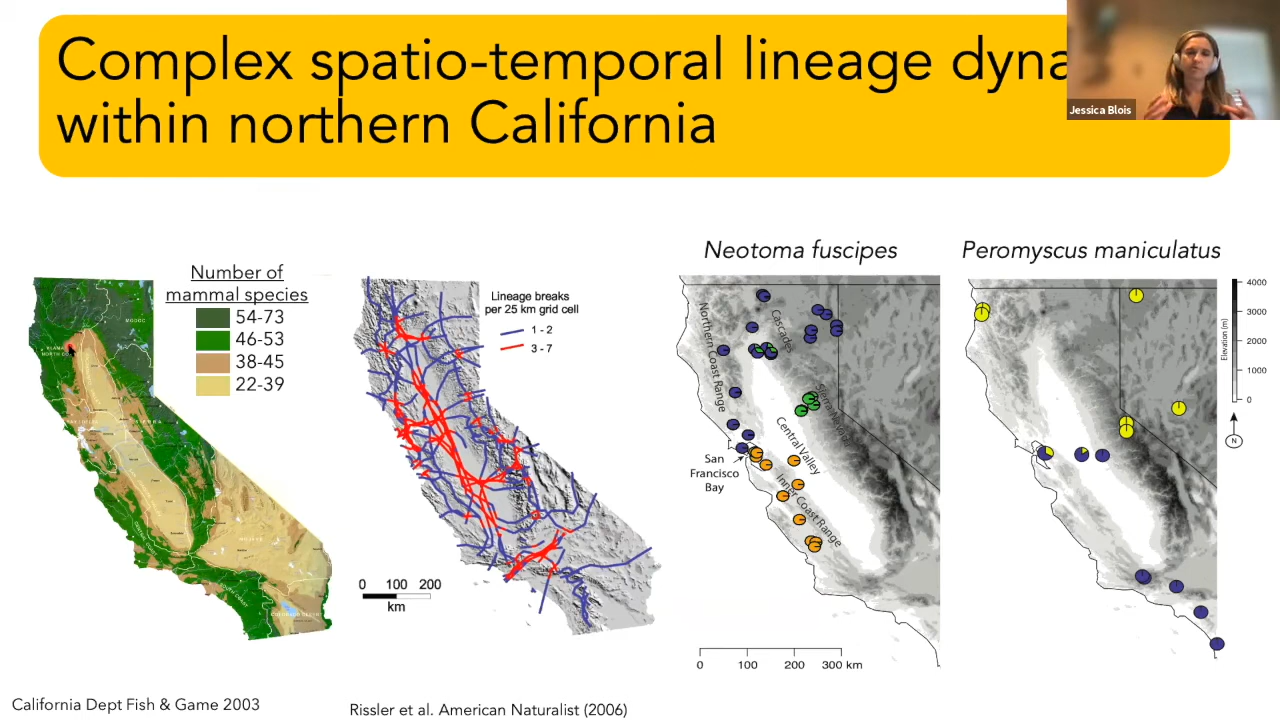 Complex spatio-temporal lineage dyna
within northern California
Jessica Blois
Number of
mammal species
54-73
46-53
38-45
22-39
MODOC
SIERRA
Lineage breaks
per 25 km grid cell
1 - 2
3 - 7
0 100 200
km
Neotoma fuscipes
Northern Coast Range
Cascades
Sierra Nevada
Central Valley
San
Francisco
Bay
Inner Coast Range
0 100 200 300 km
Peromyscus maniculatus
4000
3000
2000
1000
0
Elevation (m)
N
California Dept Fish & Game 2003
Rissler et al. American Naturalist (2006)